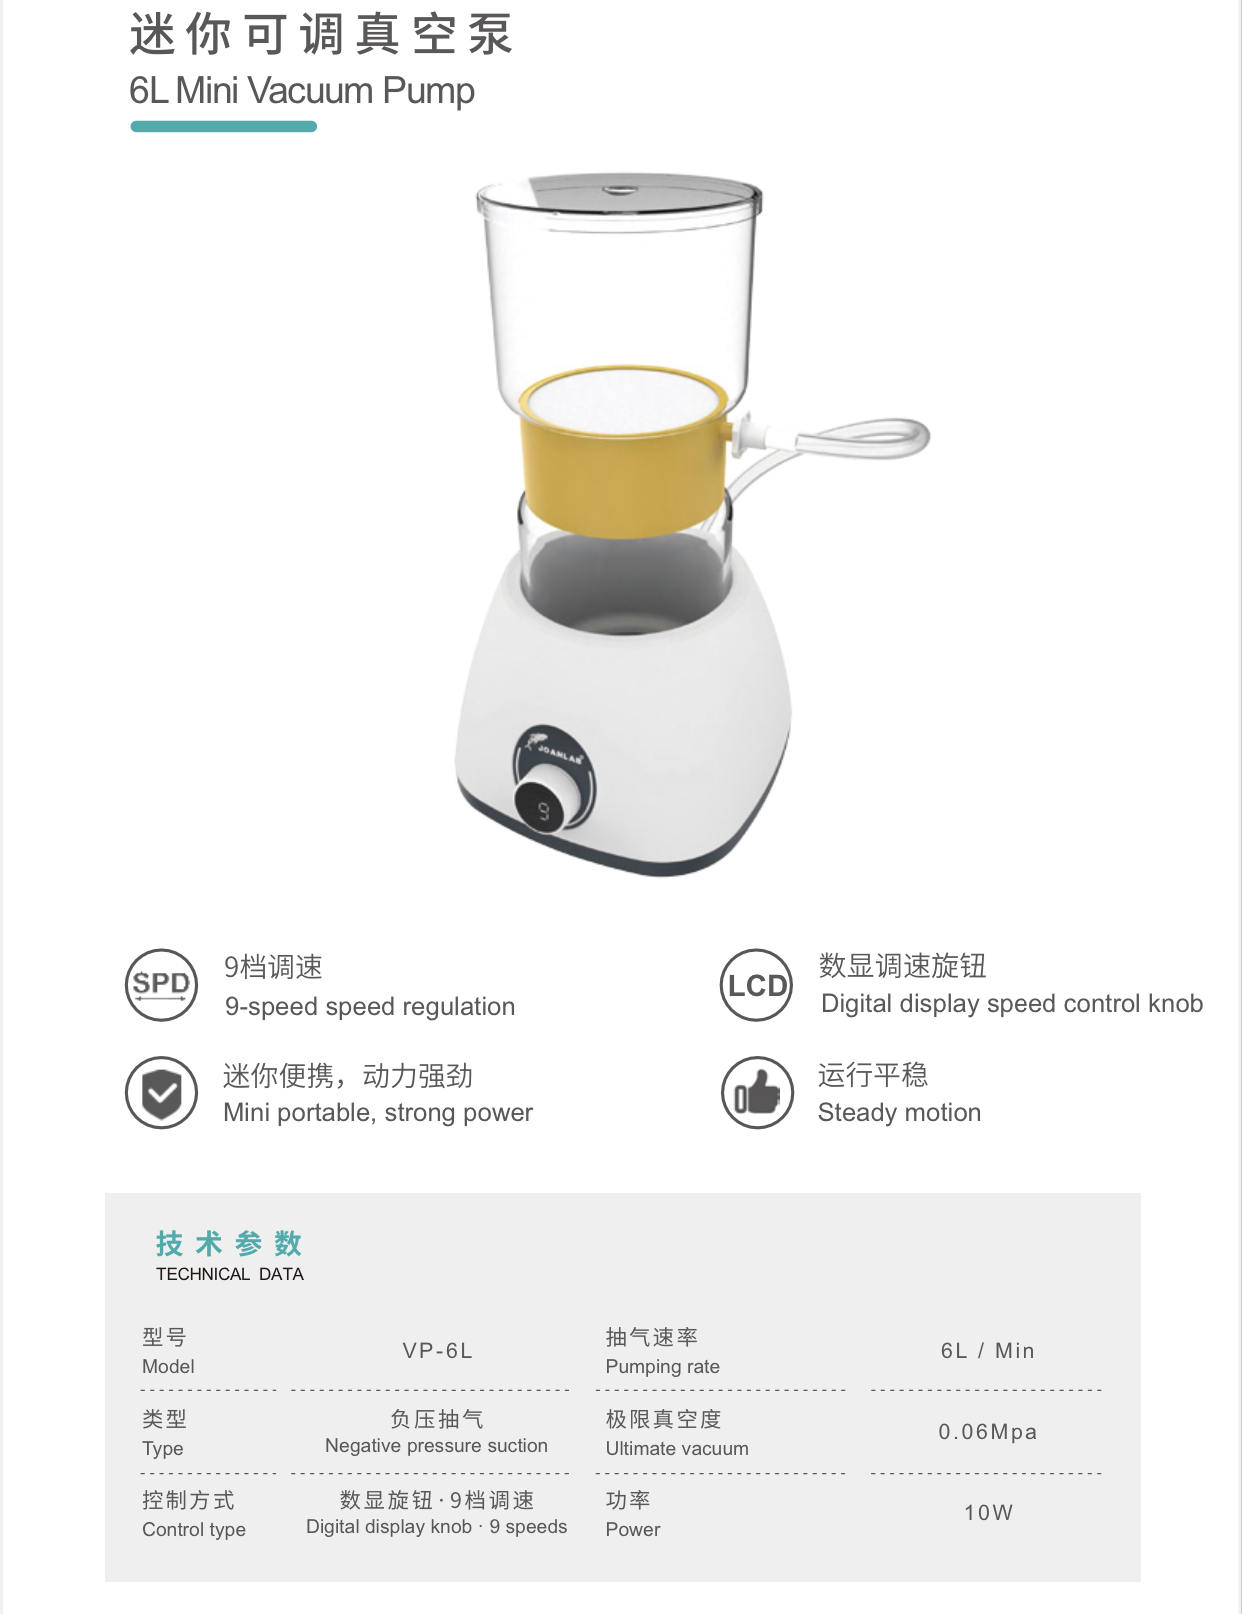 迷你可调真空泵
6L Mini Vacuum Pump
JOANLAB
9
SPD
9档调速
9-speed speed regulation
LCD
数显调速旋钮
Digital display speed control knob
迷你便携，动力强劲
Mini portable, strong power
运行平稳
Steady motion
技术参数
TECHNICAL DATA
型号
Model
VP-6L
抽气速率
Pumping rate
6L / Min
类型
Type
负压抽气
Negative pressure suction
极限真空度
Ultimate vacuum
0.06Mpa
控制方式
Control type
数显旋钮·9档调速
Digital display knob · 9 speeds
功率
Power
10W